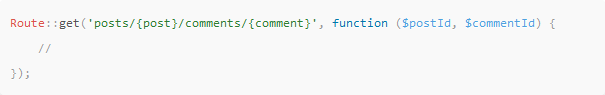 Route::get('posts/{post}/comments/{comment}', function ($postId, $commentId) {
    //
});